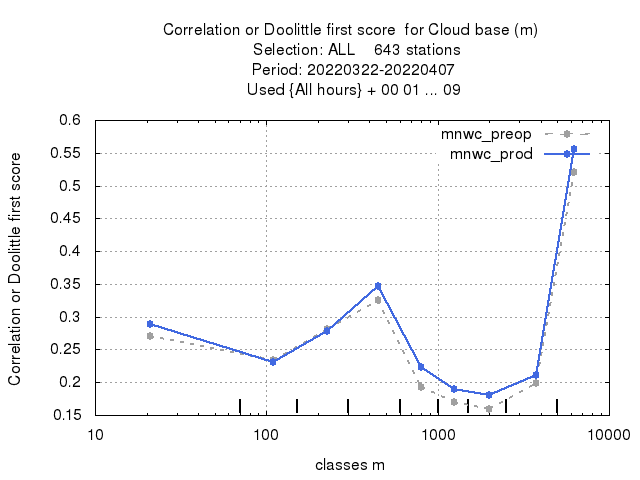 Correlation or Doolittle first score  for Cloud base (m)
Selection: ALL    643 stations
Period: 20220322-20220407
Used {All hours} + 00 01 ... 09
mnwc_preop
mnwc_prod
Correlation or Doolittle first score
0.6
0.55
0.5
0.45
0.4
0.35
0.3
0.25
0.2
0.15
10 100 1000 10000
classes m